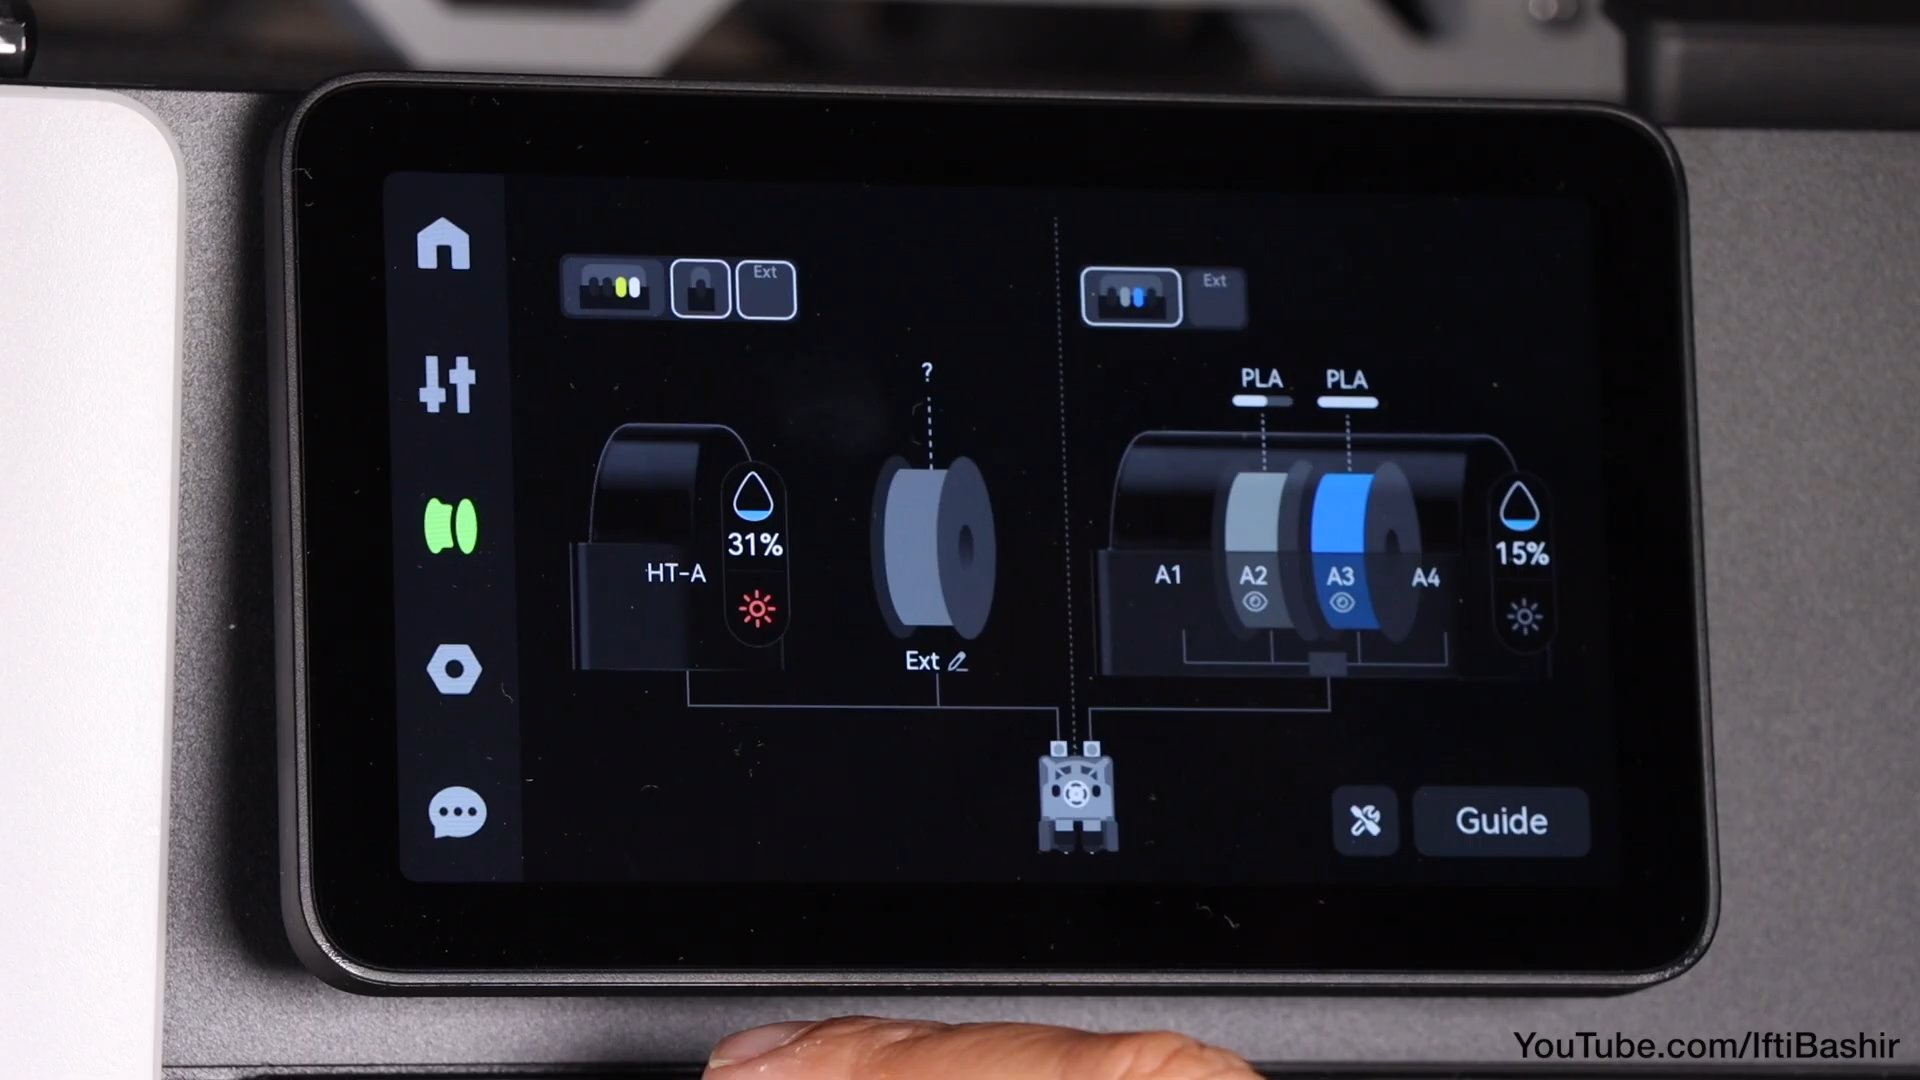 Ext
Ext
?
PLA PLA
31%
HT-A
15%
A1 A2 A3 A4
Ext
Guide
YouTube.com/IftiBashir